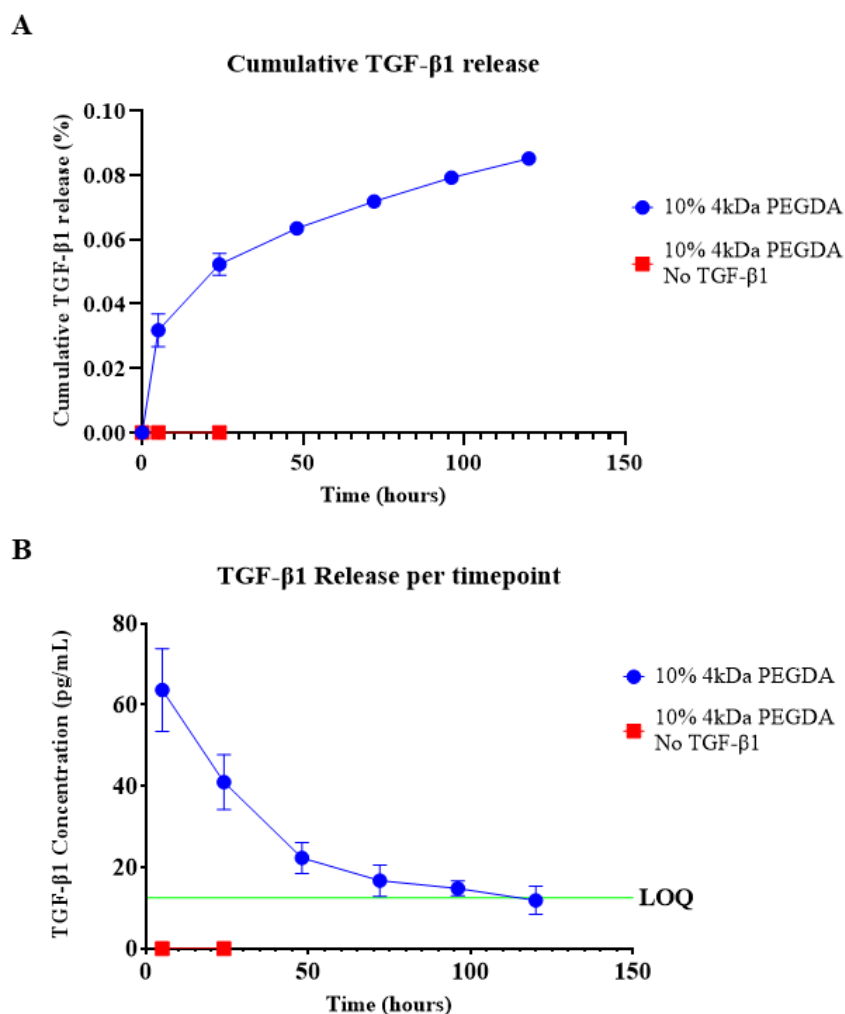 A
Cumulative TGF-β1 release
Cumulative TGF-β1 release (%)
0.10
0.08
0.06
0.04
0.02
0.00
0
50
100
150
Time (hours)
10% 4kDa PEGDA
10% 4kDa PEGDA
No TGF-β1
B
TGF-β1 Release per timepoint
TGF-β1 Concentration (pg/mL)
80
60
40
20
0
0
50
100
150
Time (hours)
10% 4kDa PEGDA
10% 4kDa PEGDA
No TGF-β1
LOQ